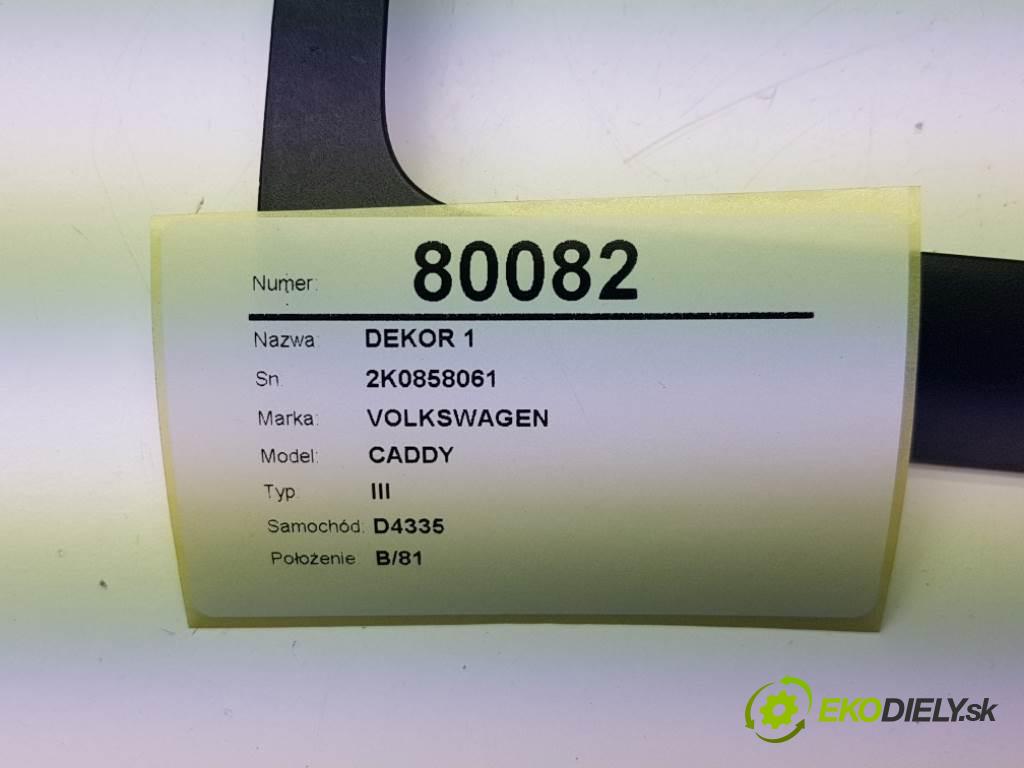 Numer: 80082
Nazwa: DEKOR 1
Sn: 2K0858061
Marka: VOLKSWAGEN
Model: CADDY
Typ: III
Samochód: D4335
Położenie B/81
EKODIELY.sk